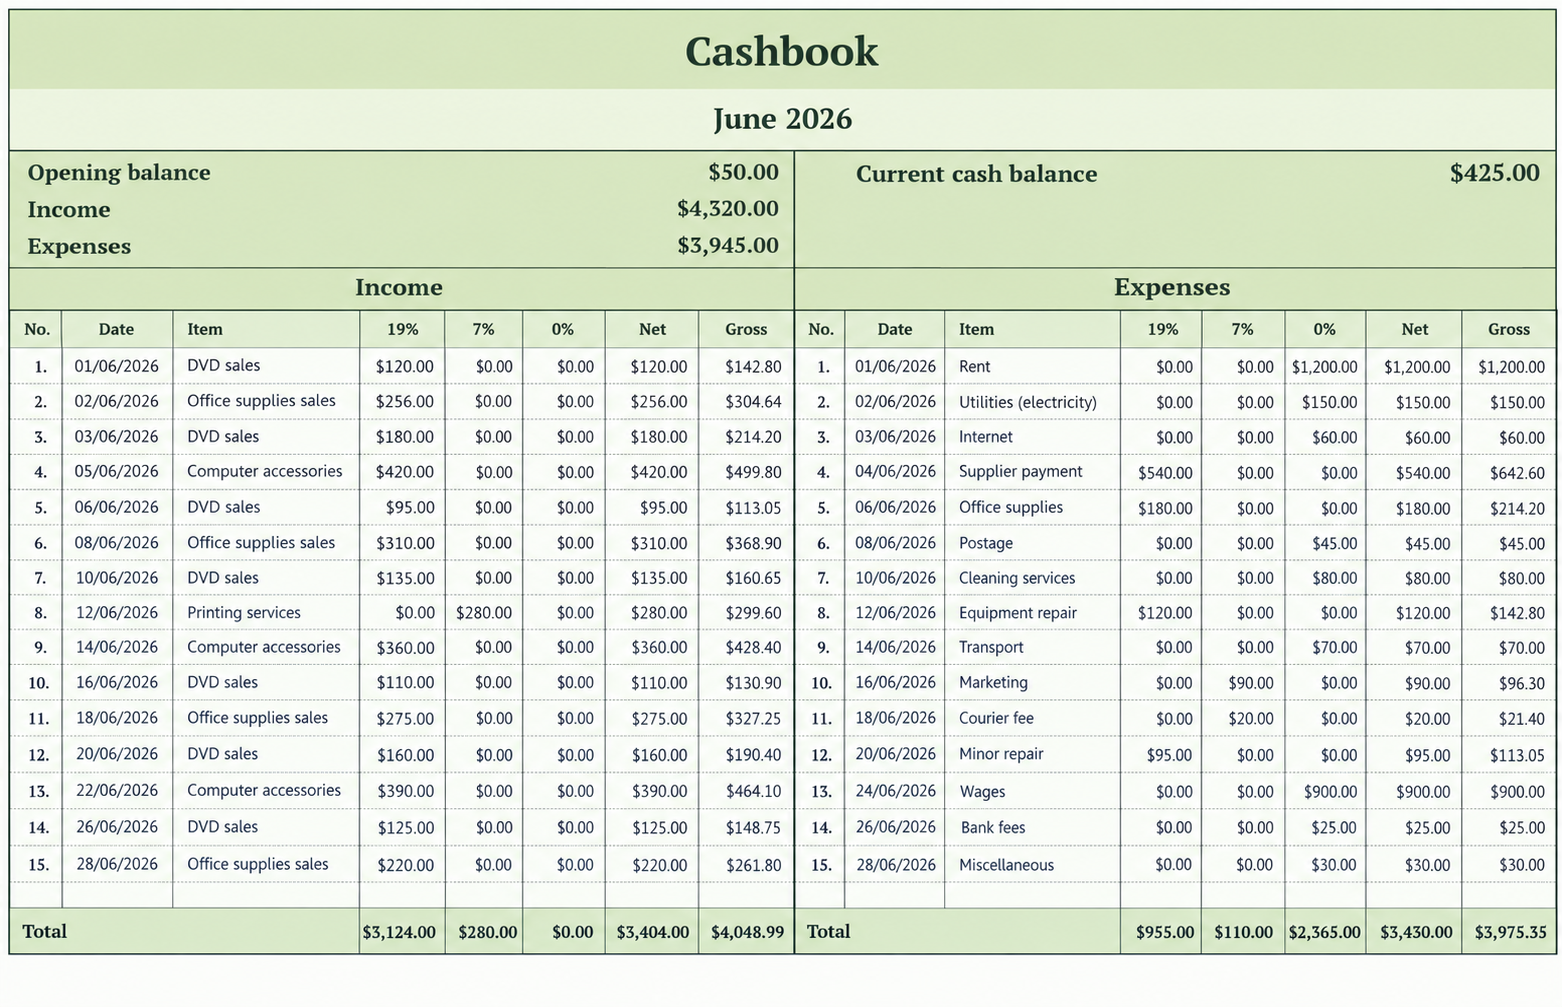 Cashbook
June 2026
Opening balance $50.00
Income $4,320.00
Expenses $3,945.00
Current cash balance $425.00
Income
No. Date Item 19% 7% 0% Net Gross
1. 01/06/2026 DVD sales $120.00 $0.00 $0.00 $120.00 $142.80
2. 02/06/2026 Office supplies sales $256.00 $0.00 $0.00 $256.00 $304.64
3. 03/06/2026 DVD sales $180.00 $0.00 $0.00 $180.00 $214.20
4. 05/06/2026 Computer accessories $420.00 $0.00 $0.00 $420.00 $499.80
5. 06/06/2026 DVD sales $95.00 $0.00 $0.00 $95.00 $113.05
6. 08/06/2026 Office supplies sales $310.00 $0.00 $0.00 $310.00 $368.90
7. 10/06/2026 DVD sales $135.00 $0.00 $0.00 $135.00 $160.65
8. 12/06/2026 Printing services $0.00 $280.00 $0.00 $280.00 $299.60
9. 14/06/2026 Computer accessories $360.00 $0.00 $0.00 $360.00 $428.40
10. 16/06/2026 DVD sales $110.00 $0.00 $0.00 $110.00 $130.90
11. 18/06/2026 Office supplies sales $275.00 $0.00 $0.00 $275.00 $327.25
12. 20/06/2026 DVD sales $160.00 $0.00 $0.00 $160.00 $190.40
13. 22/06/2026 Computer accessories $390.00 $0.00 $0.00 $390.00 $464.10
14. 26/06/2026 DVD sales $125.00 $0.00 $0.00 $125.00 $148.75
15. 28/06/2026 Office supplies sales $220.00 $0.00 $0.00 $220.00 $261.80
Total $3,124.00 $280.00 $0.00 $3,404.00 $4,048.99
Expenses
No. Date Item 19% 7% 0% Net Gross
1. 01/06/2026 Rent $0.00 $0.00 $1,200.00 $1,200.00 $1,200.00
2. 02/06/2026 Utilities (electricity) $0.00 $0.00 $150.00 $150.00 $150.00
3. 03/06/2026 Internet $0.00 $0.00 $60.00 $60.00 $60.00
4. 04/06/2026 Supplier payment $540.00 $0.00 $0.00 $540.00 $642.60
5. 06/06/2026 Office supplies $180.00 $0.00 $0.00 $180.00 $214.20
6. 08/06/2026 Postage $0.00 $0.00 $45.00 $45.00 $45.00
7. 10/06/2026 Cleaning services $0.00 $0.00 $80.00 $80.00 $80.00
8. 12/06/2026 Equipment repair $120.00 $0.00 $0.00 $120.00 $142.80
9. 14/06/2026 Transport $0.00 $0.00 $70.00 $70.00 $70.00
10. 16/06/2026 Marketing $0.00 $90.00 $0.00 $90.00 $96.30
11. 18/06/2026 Courier fee $0.00 $20.00 $0.00 $20.00 $21.40
12. 20/06/2026 Minor repair $95.00 $0.00 $0.00 $95.00 $113.05
13. 24/06/2026 Wages $0.00 $0.00 $900.00 $900.00 $900.00
14. 26/06/2026 Bank fees $0.00 $0.00 $25.00 $25.00 $25.00
15. 28/06/2026 Miscellaneous $0.00 $0.00 $30.00 $30.00 $30.00
Total $955.00 $110.00 $2,365.00 $3,430.00 $3,975.35